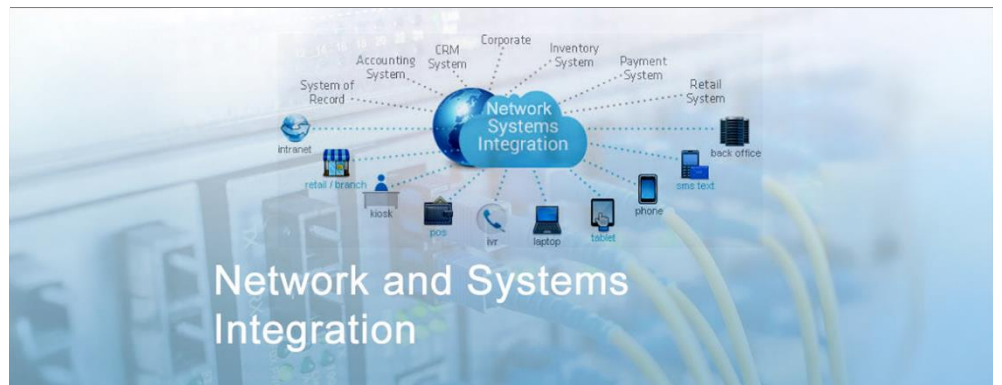 Corporate
CRM
System
Inventory
System
Accounting
System
Payment
System
System of
Record
Retail
System
Network
Systems
Integration
intranet
back office
retail / branch
sms text
kiosk
phone
pos
ivr
laptop
tablet
Network and Systems
Integration